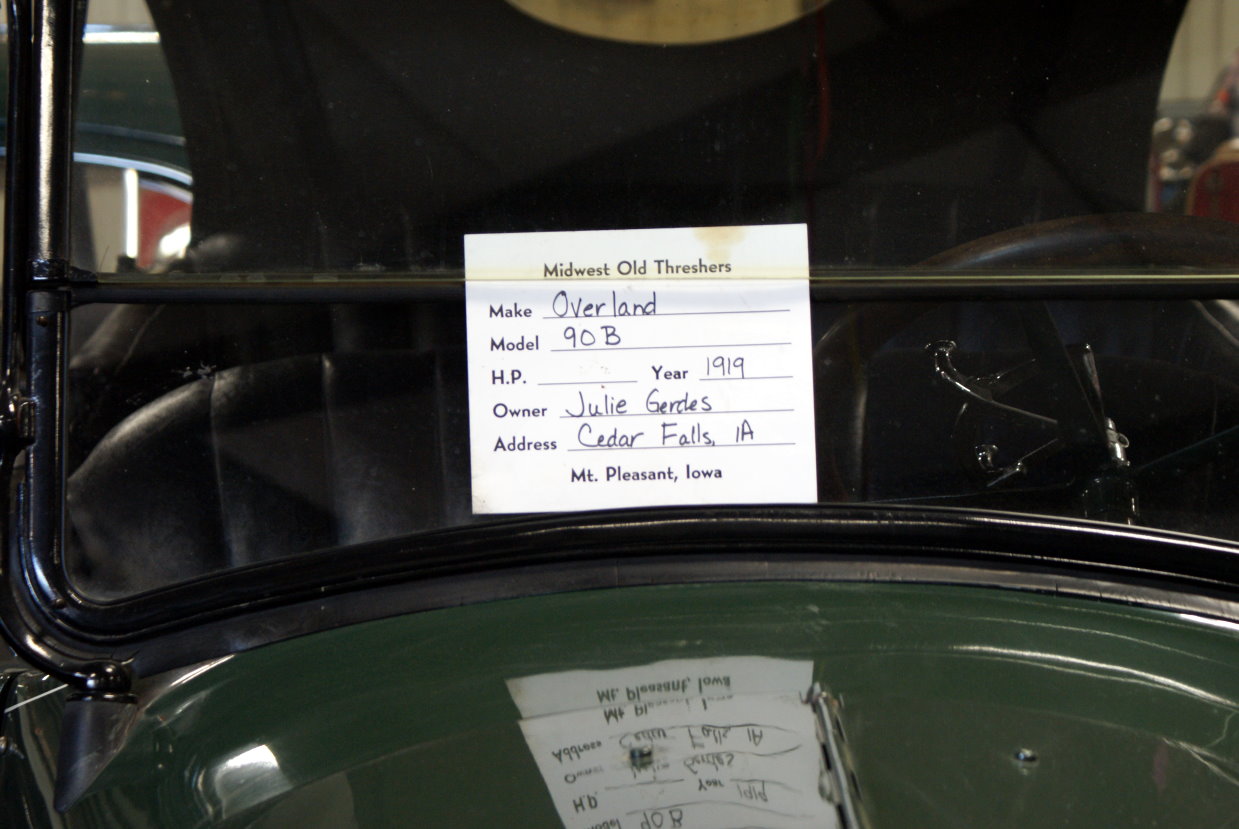 Midwest Old Threshers
Make Overland
Model 90B
H.P. Year 1919
Owner Julie Gerdes
Address Cedar Falls, IA
Mt. Pleasant, Iowa